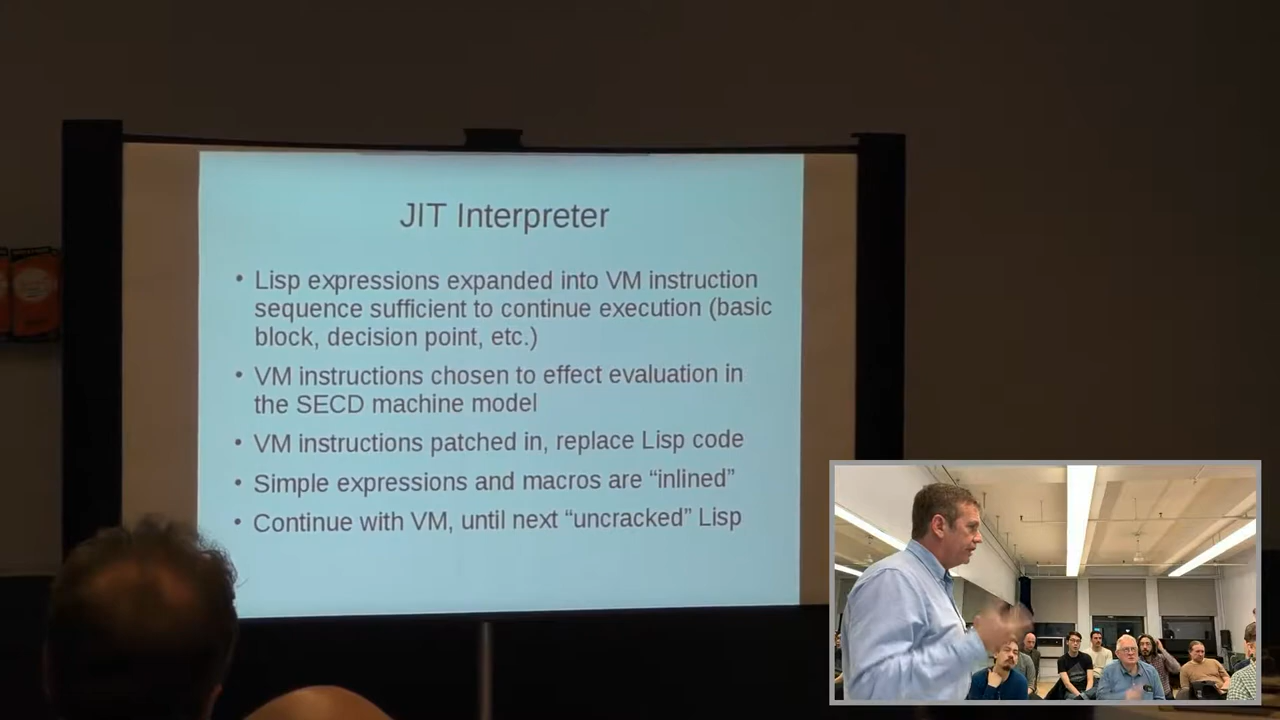 JIT Interpreter
• Lisp expressions expanded into VM instruction
sequence sufficient to continue execution (basic
block, decision point, etc.)
• VM instructions chosen to effect evaluation in
the SECD machine model
• VM instructions patched in, replace Lisp code
• Simple expressions and macros are “inlined”
• Continue with VM, until next “uncracked” Lisp